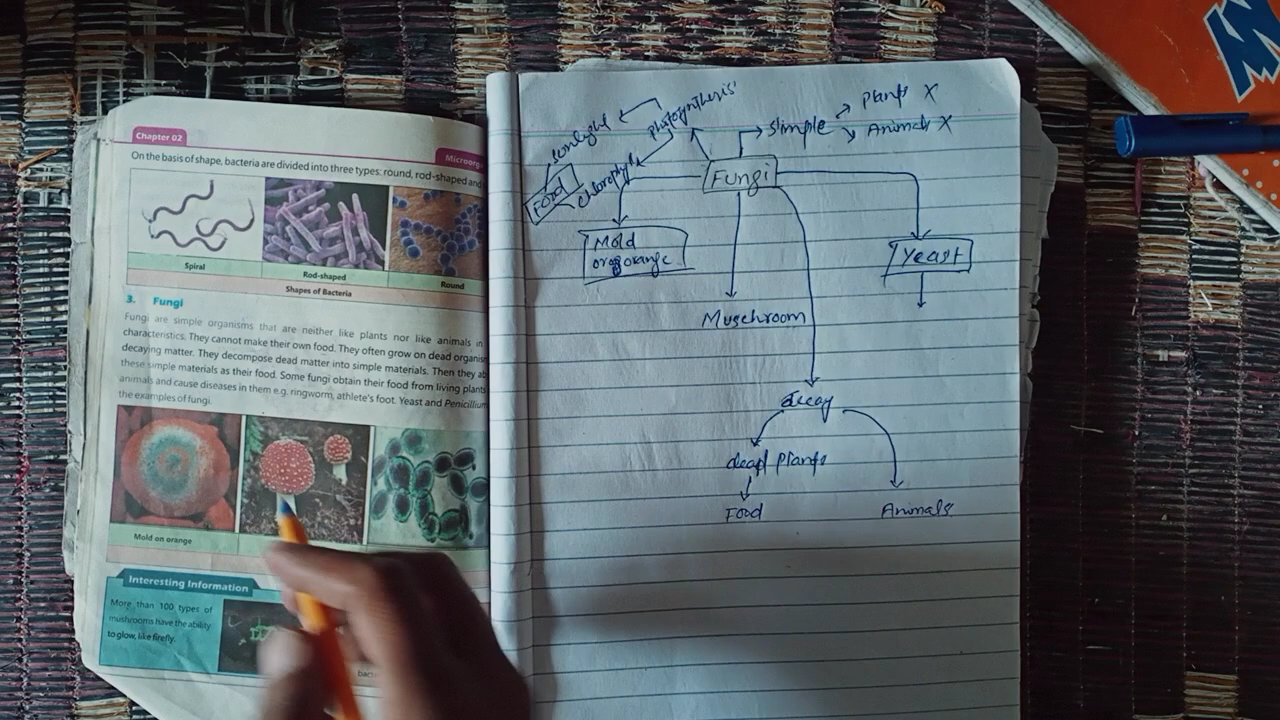 Chapter 02
Microorg
On the basis of shape, bacteria are divided into three types: round, rod-shaped and
Spiral
Rod-shaped
Round
Shapes of Bacteria
3. Fungi
Fungi are simple organisms that are neither like plants nor like animals in
characteristics. They cannot make their own food. They often grow on dead organis
decaying matter. They decompose dead matter into simple materials. Then they ab
these simple materials as their food. Some fungi obtain their food from living plants
animals and cause diseases in them e.g. ringworm, athlete's foot. Yeast and Penicillium
the examples of fungi.
Mold on orange
Interesting Information
More than 100 types of
mushrooms have the ability
to glow, like firefly.
bac
photosynthesis
sunlight
chlorophyl
Food
simple
Plants X
Animals X
Fungi
Mold
orange
Yeast
Muschroom
decay
dead plants
Food
Animals